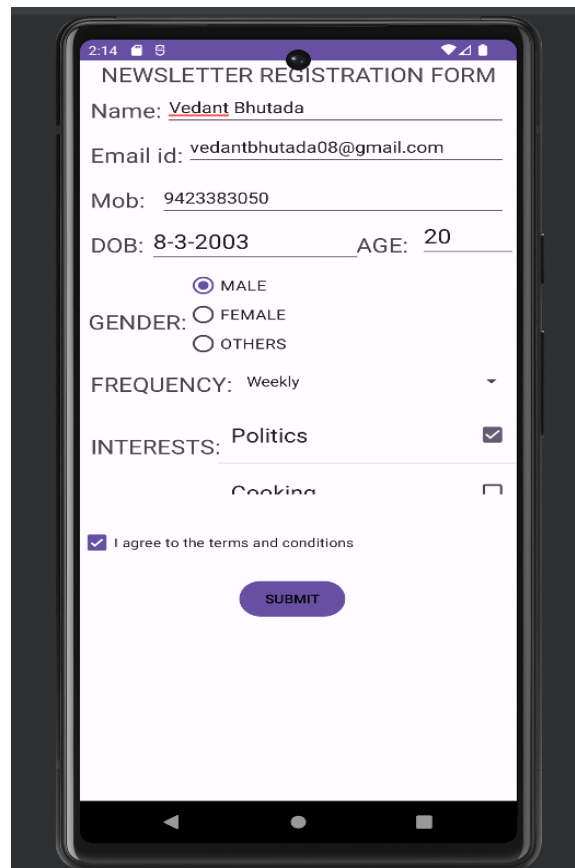 2:14
NEWSLETTER REGISTRATION FORM
Name: Vedant Bhutada
Email id: vedantbhutada08@gmail.com
Mob: 9423383050
DOB: 8-3-2003 AGE: 20
MALE
GENDER: FEMALE
OTHERS
FREQUENCY: Weekly
INTERESTS: Politics
Cooking
I agree to the terms and conditions
SUBMIT